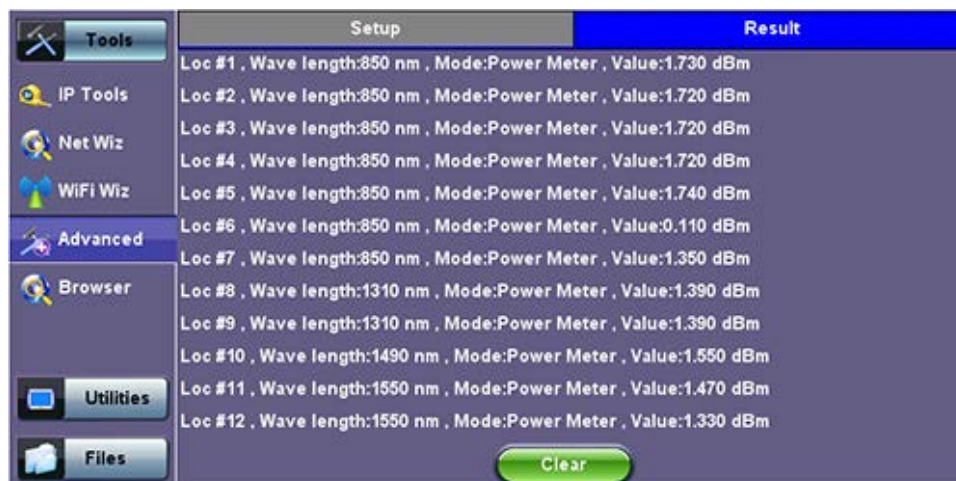 Tools
IP Tools
Net Wiz
WiFi Wiz
Advanced
Browser
Utilities
Files
Setup
Result
Loc #1 , Wave length:850 nm , Mode:Power Meter , Value:1.730 dBm
Loc #2 , Wave length:850 nm , Mode:Power Meter , Value:1.720 dBm
Loc #3 , Wave length:850 nm , Mode:Power Meter , Value:1.720 dBm
Loc #4 , Wave length:850 nm , Mode:Power Meter , Value:1.720 dBm
Loc #5 , Wave length:850 nm , Mode:Power Meter , Value:1.740 dBm
Loc #6 , Wave length:850 nm , Mode:Power Meter , Value:0.110 dBm
Loc #7 , Wave length:850 nm , Mode:Power Meter , Value:1.350 dBm
Loc #8 , Wave length:1310 nm , Mode:Power Meter , Value:1.390 dBm
Loc #9 , Wave length:1310 nm , Mode:Power Meter , Value:1.390 dBm
Loc #10 , Wave length:1490 nm , Mode:Power Meter , Value:1.550 dBm
Loc #11 , Wave length:1550 nm , Mode:Power Meter , Value:1.470 dBm
Loc #12 , Wave length:1550 nm , Mode:Power Meter , Value:1.330 dBm
Clear